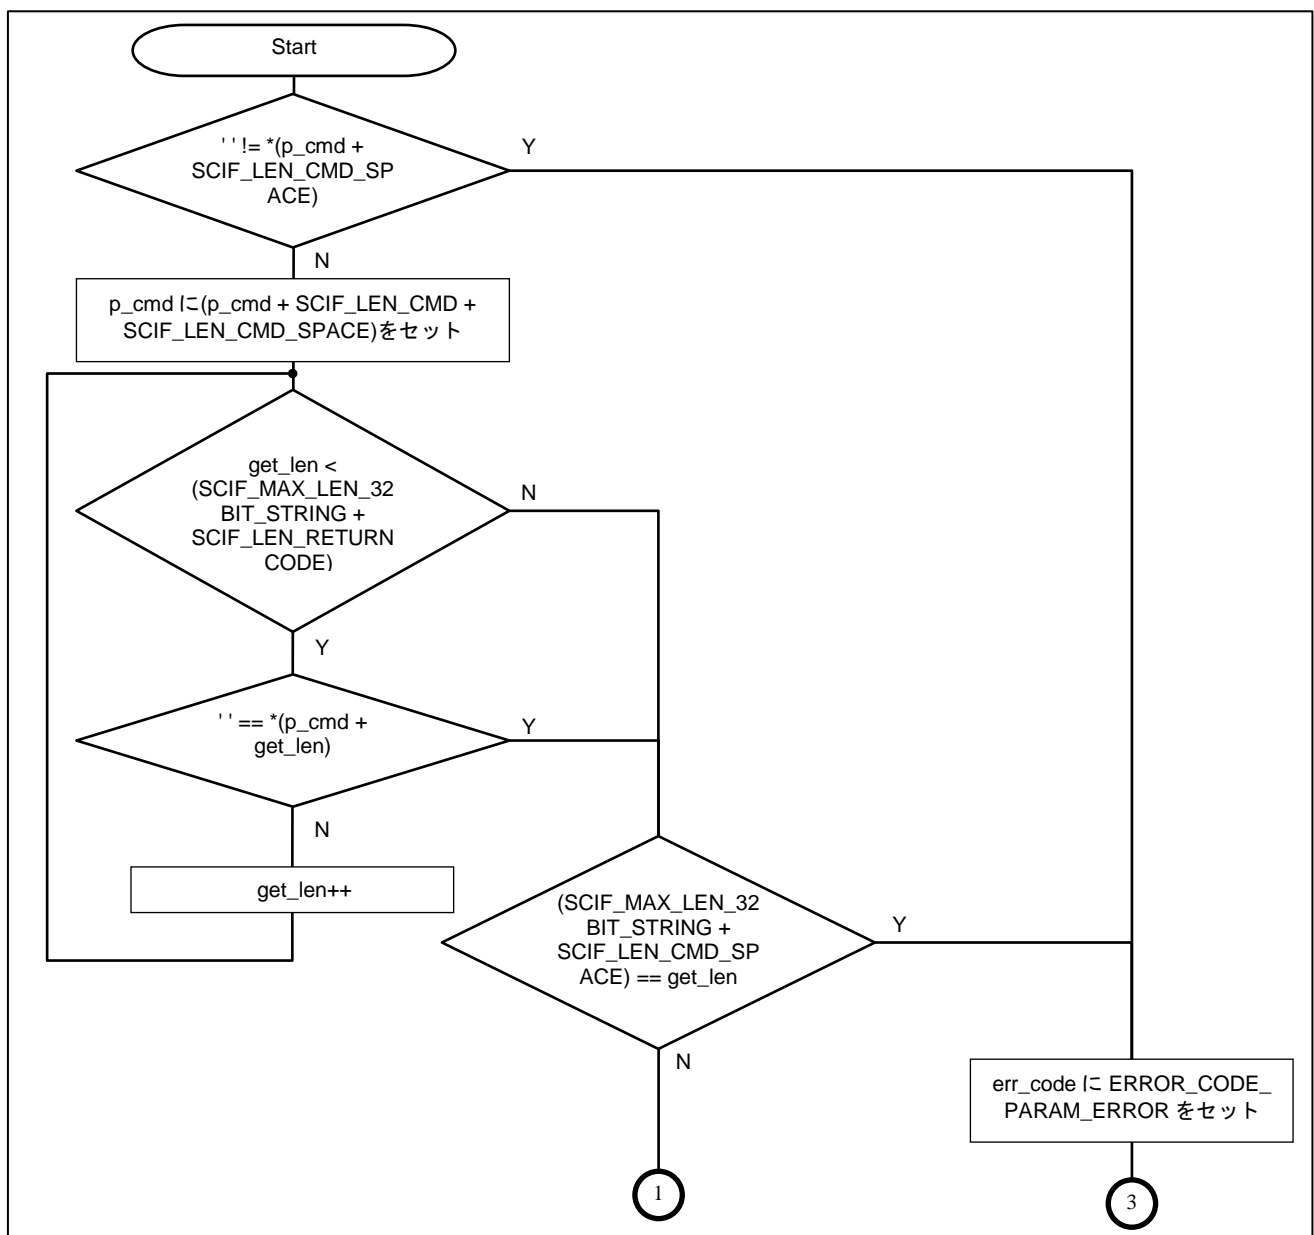 Start
' ' != *(p_cmd +
SCIF_LEN_CMD_SP
ACE)
Y
N
p_cmd に(p_cmd + SCIF_LEN_CMD +
SCIF_LEN_CMD_SPACE)をセット
get_len <
(SCIF_MAX_LEN_32
BIT_STRING +
SCIF_LEN_RETURN
CODE)
N
Y
' ' == *(p_cmd +
get_len)
Y
N
get_len++
(SCIF_MAX_LEN_32
BIT_STRING +
SCIF_LEN_CMD_SP
ACE) == get_len
Y
N
err_code に ERROR_CODE_
PARAM_ERROR をセット
1
3